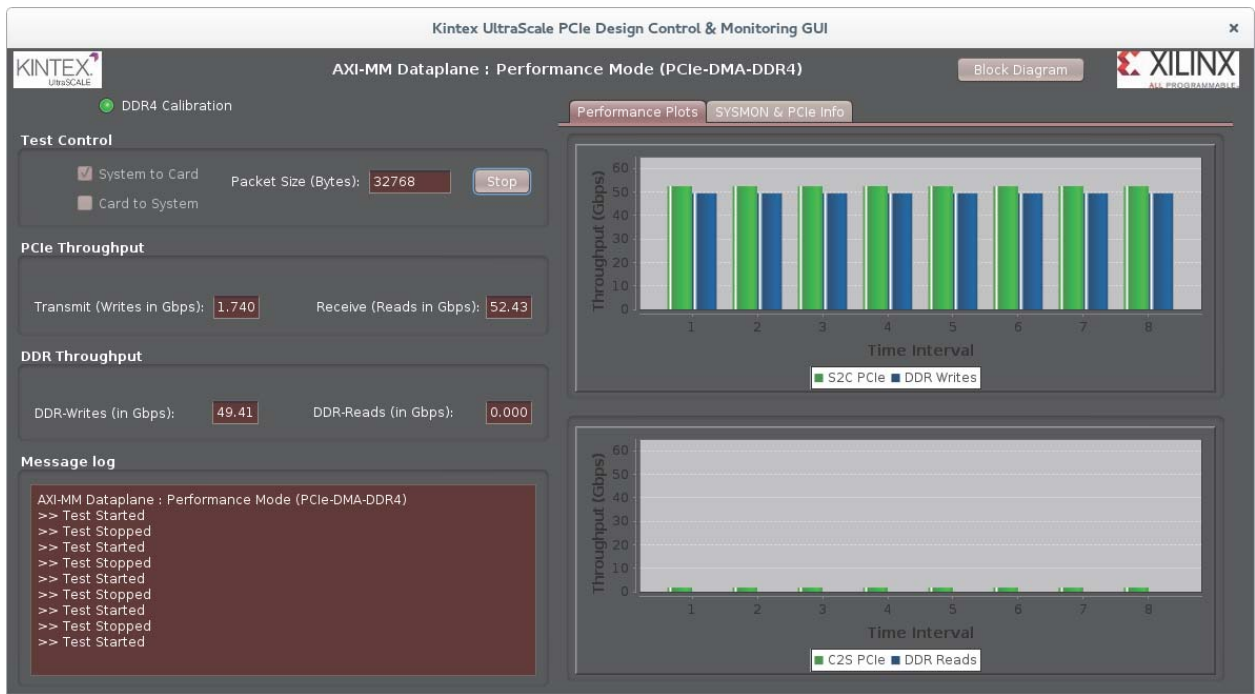 Kintex UltraScale PCIe Design Control & Monitoring GUI x
KINTEX.
UltraSCALE
AXI-MM Dataplane : Performance Mode (PCIe-DMA-DDR4)
Block Diagram
XILINX
ALL PROGRAMMABLE.
DDR4 Calibration
Test Control
System to Card
Card to System
Packet Size (Bytes): 32768 Stop
PCIe Throughput
Transmit (Writes in Gbps): 1.740 Receive (Reads in Gbps): 52.43
DDR Throughput
DDR-Writes (in Gbps): 49.41 DDR-Reads (in Gbps): 0.000
Message log
AXI-MM Dataplane : Performance Mode (PCIe-DMA-DDR4)
>> Test Started
>> Test Stopped
>> Test Started
>> Test Stopped
>> Test Started
>> Test Stopped
>> Test Started
>> Test Stopped
>> Test Started
Performance Plots SYSMON & PCIe Info
Throughput (Gbps)
60
50
40
30
20
10
0
1 2 3 4 5 6 7 8
Time Interval
S2C PCIe DDR Writes
Throughput (Gbps)
60
50
40
30
20
10
0
1 2 3 4 5 6 7 8
Time Interval
C2S PCIe DDR Reads